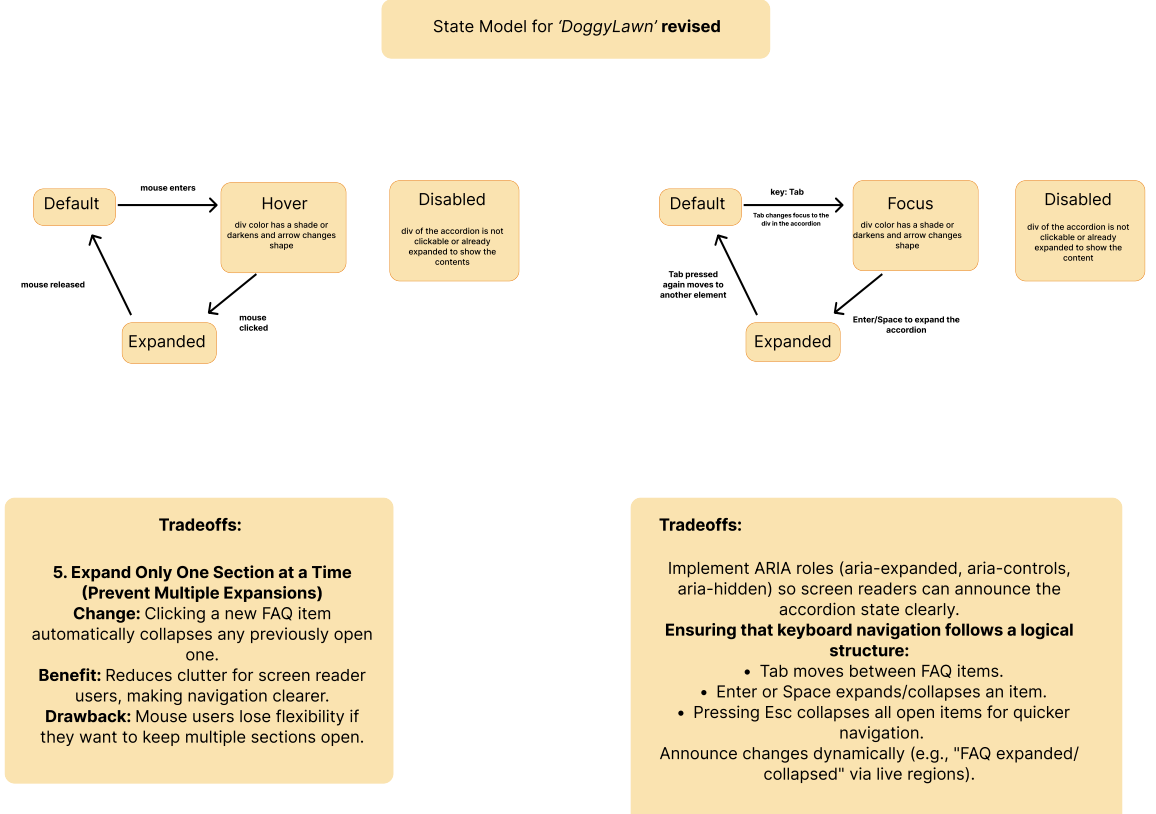 State Model for ‘DoggyLawn’ revised
Default
mouse enters
Hover
div color has a shade or
darkens and arrow changes
shape
Disabled
div of the accordion is not
clickable or already
expanded to show the
contents
mouse released
mouse
clicked
Expanded
Default
key: Tab
Tab changes focus to the
div in the accordion
Focus
div color has a shade or
darkens and arrow changes
shape
Disabled
div of the accordion is not
clickable or already
expanded to show the
content
Tab pressed
again moves to
another element
Enter/Space to expand the
accordion
Expanded
Tradeoffs:
5. Expand Only One Section at a Time
(Prevent Multiple Expansions)
Change: Clicking a new FAQ item
automatically collapses any previously open
one.
Benefit: Reduces clutter for screen reader
users, making navigation clearer.
Drawback: Mouse users lose flexibility if
they want to keep multiple sections open.
Tradeoffs:
Implement ARIA roles (aria-expanded, aria-controls,
aria-hidden) so screen readers can announce the
accordion state clearly.
Ensuring that keyboard navigation follows a logical
structure:
• Tab moves between FAQ items.
• Enter or Space expands/collapses an item.
• Pressing Esc collapses all open items for quicker
navigation.
Announce changes dynamically (e.g., "FAQ expanded/
collapsed" via live regions).